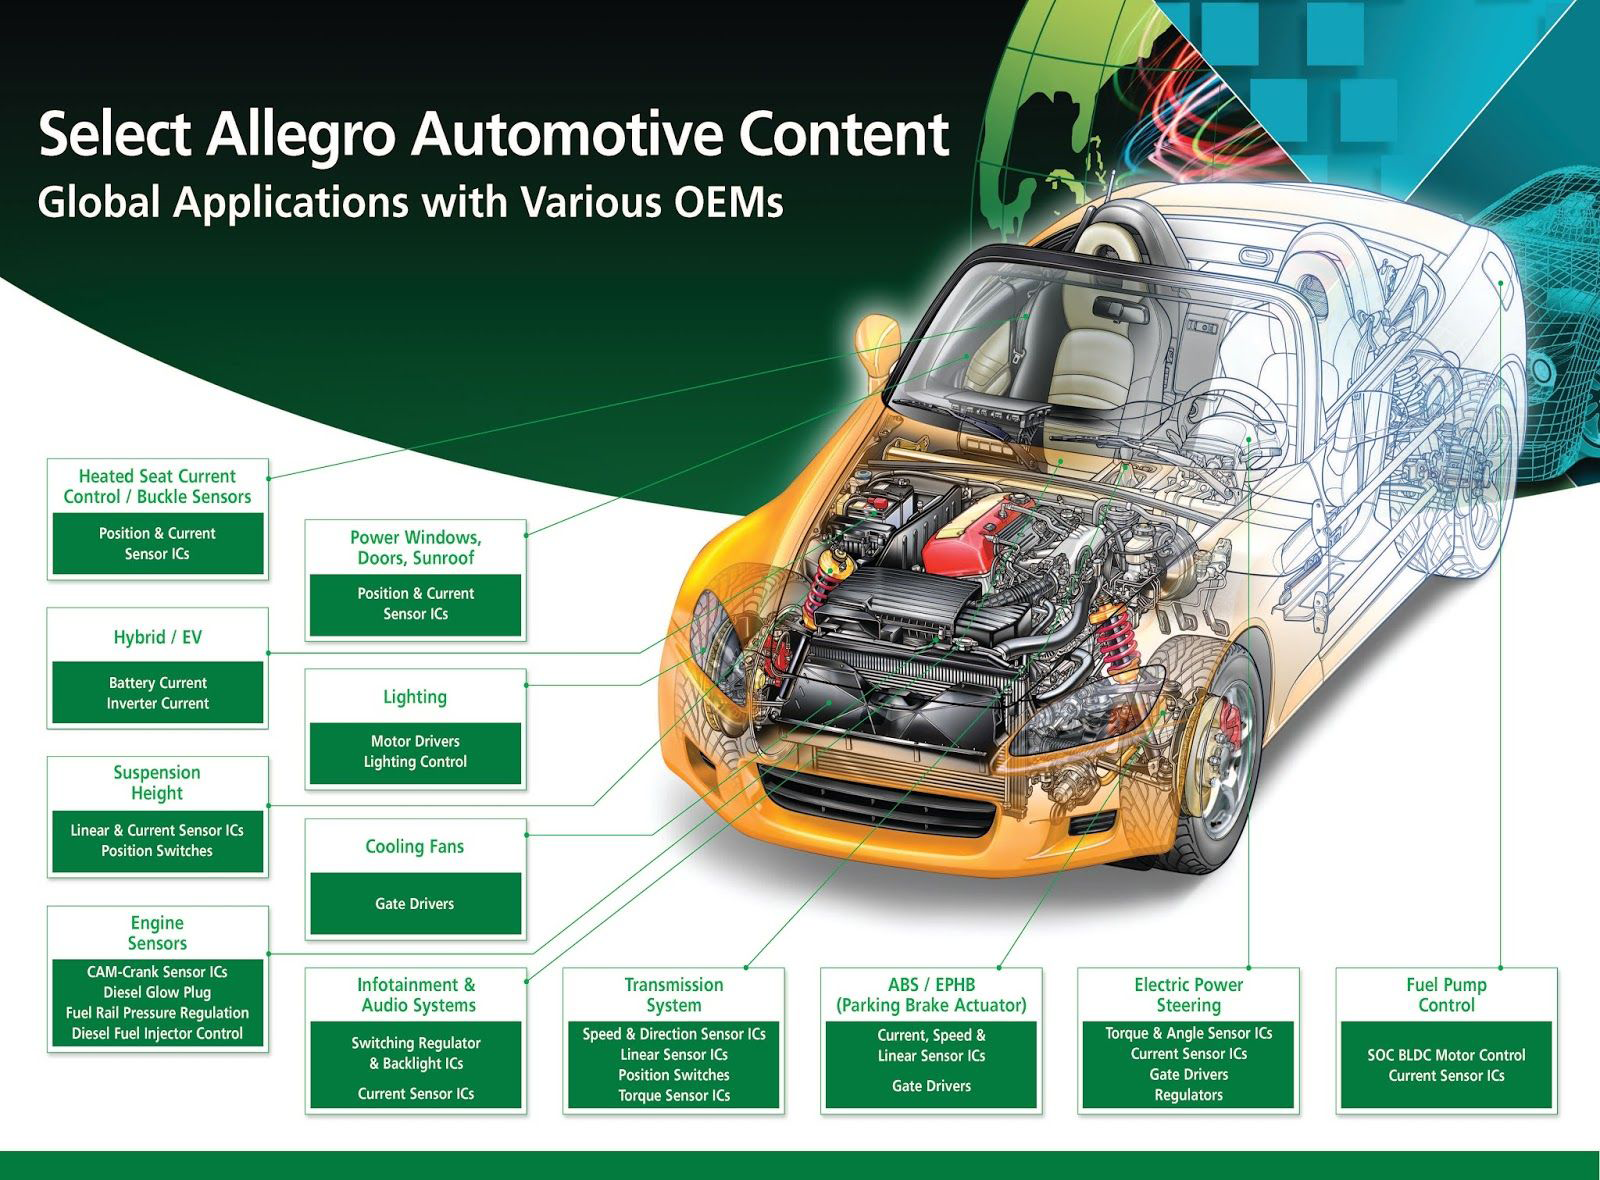 Select Allegro Automotive Content
Global Applications with Various OEMs
Heated Seat Current
Control / Buckle Sensors
Position & Current
Sensor ICs
Power Windows,
Doors, Sunroof
Position & Current
Sensor ICs
Hybrid / EV
Battery Current
Inverter Current
Lighting
Motor Drivers
Lighting Control
Suspension
Height
Linear & Current Sensor ICs
Position Switches
Cooling Fans
Gate Drivers
Engine
Sensors
CAM-Crank Sensor ICs
Diesel Glow Plug
Fuel Rail Pressure Regulation
Diesel Fuel Injector Control
Infotainment &
Audio Systems
Switching Regulator
& Backlight ICs
Current Sensor ICs
Transmission
System
Speed & Direction Sensor ICs
Linear Sensor ICs
Position Switches
Torque Sensor ICs
ABS / EPHB
(Parking Brake Actuator)
Current, Speed &
Linear Sensor ICs
Gate Drivers
Electric Power
Steering
Torque & Angle Sensor ICs
Current Sensor ICs
Gate Drivers
Regulators
Fuel Pump
Control
SOC BLDC Motor Control
Current Sensor ICs